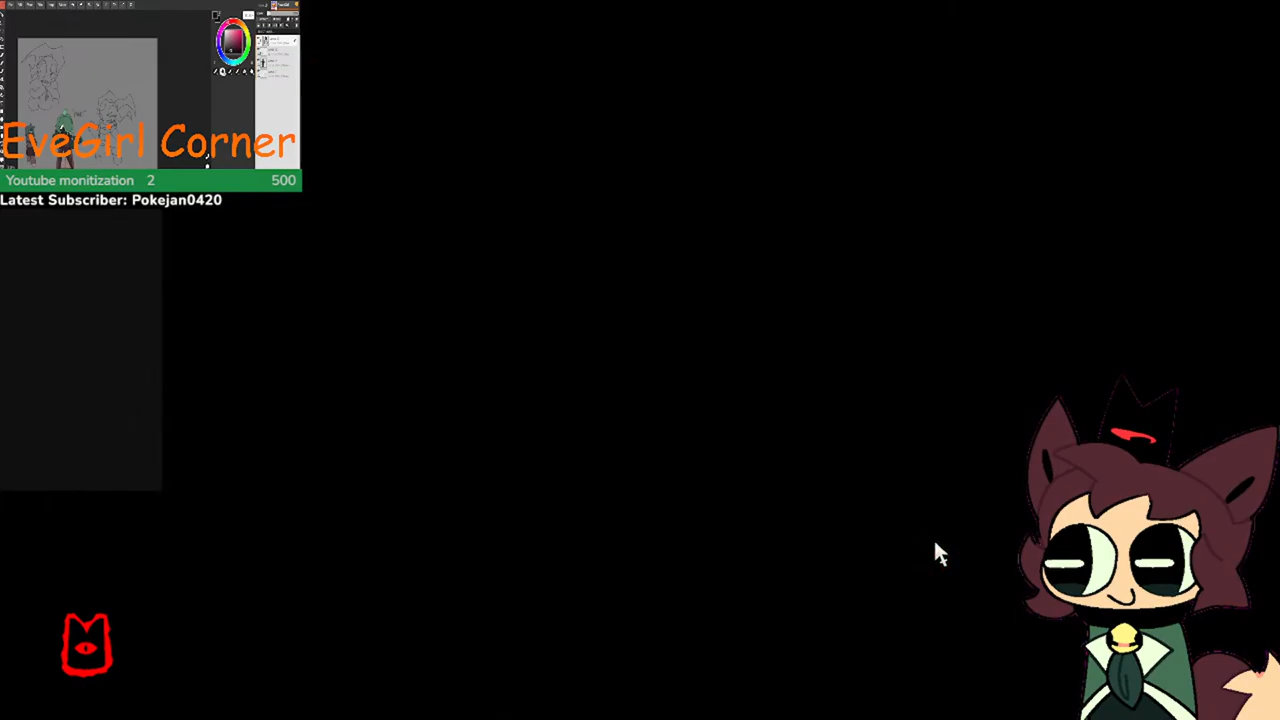 EveGirl Corner
Youtube monitization 2 500
Latest Subscriber: Pokejan0420